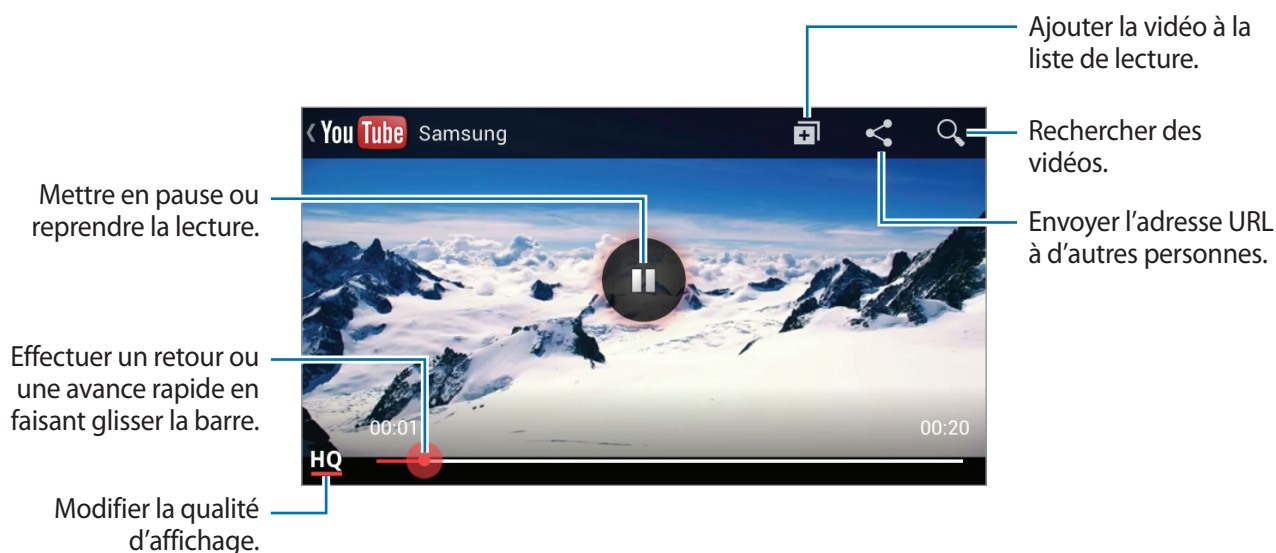 Ajouter la vidéo à la
liste de lecture.
You Tube Samsung
Rechercher des
vidéos.
Mettre en pause ou
reprendre la lecture.
Envoyer l’adresse URL
à d’autres personnes.
Effectuer un retour ou
une avance rapide en
faisant glisser la barre.
00:01
00:20
HQ
Modifier la qualité
d’affichage.